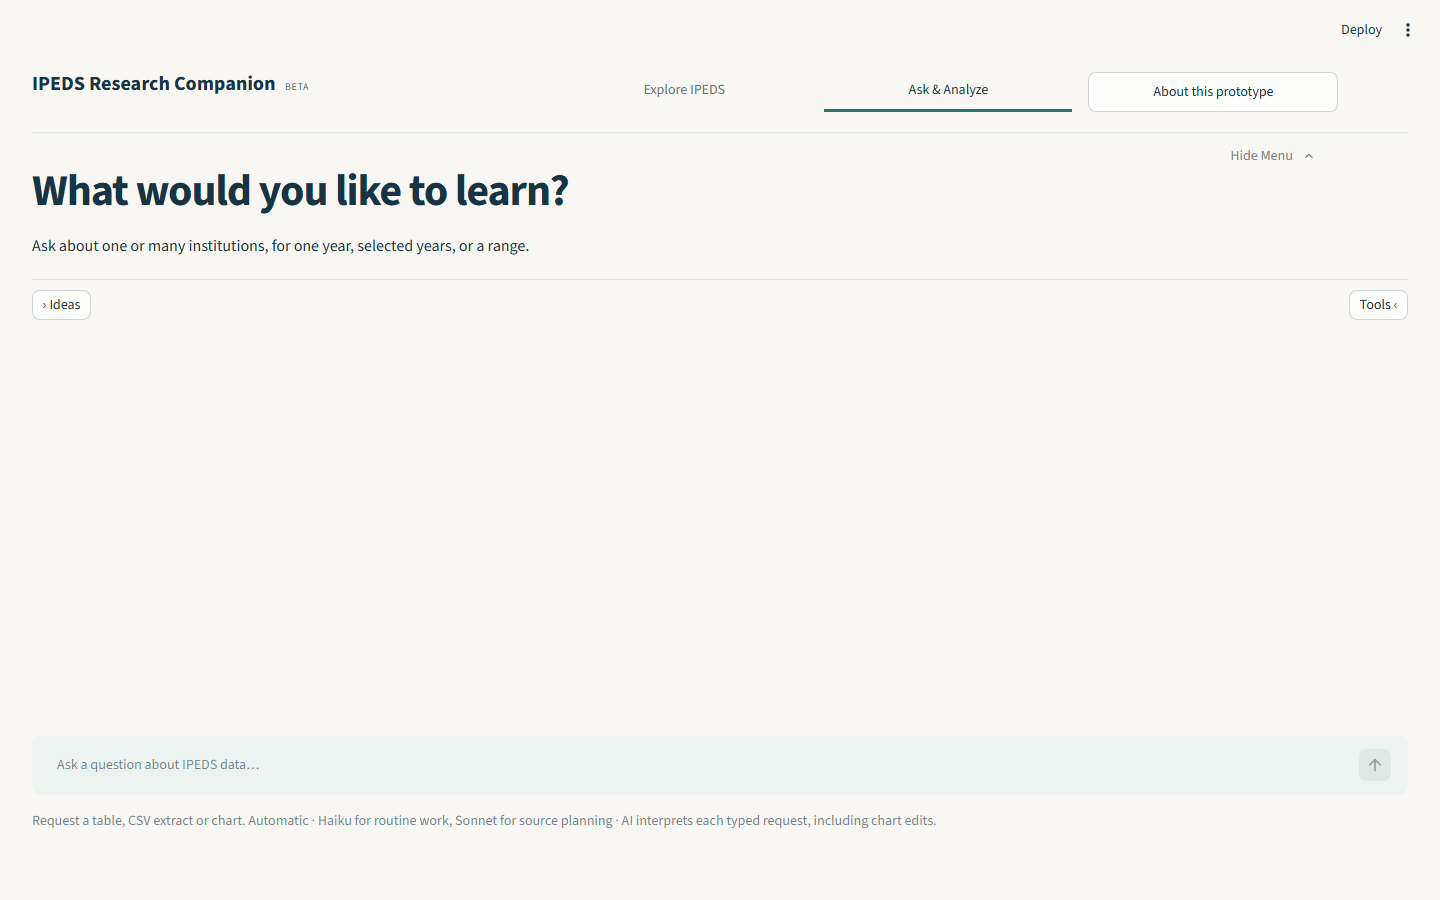 Deploy
IPEDS Research Companion BETA
Explore IPEDS
Ask & Analyze
About this prototype
Hide Menu
What would you like to learn?
Ask about one or many institutions, for one year, selected years, or a range.
› Ideas
Tools ‹
Ask a question about IPEDS data…
Request a table, CSV extract or chart. Automatic · Haiku for routine work, Sonnet for source planning · AI interprets each typed request, including chart edits.